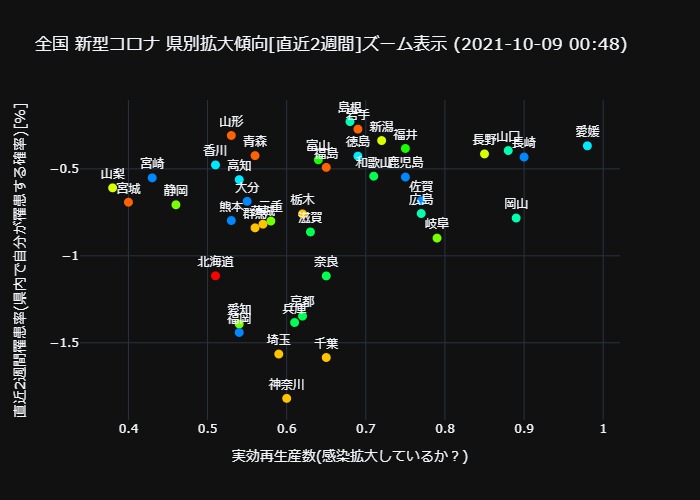 全国 新型コロナ 県別拡大傾向[直近2週間]ズーム表示 (2021-10-09 00:48)
島根
岩手
山形
新潟
福井
愛媛
青森
富山
徳島
長野
山口
長崎
香川
福島
宮崎
高知
和歌山
鹿児島
山梨
宮城
静岡
大分
栃木
佐賀
広島
岡山
熊本
群馬
茨城
三重
滋賀
岐阜
北海道
奈良
愛知
福岡
京都
兵庫
埼玉
千葉
神奈川
−0.5
−1
−1.5
0.4
0.5
0.6
0.7
0.8
0.9
1
実効再生産数(感染拡大しているか？)
直近2週間罹患率(県内で自分が罹患する確率)[%]